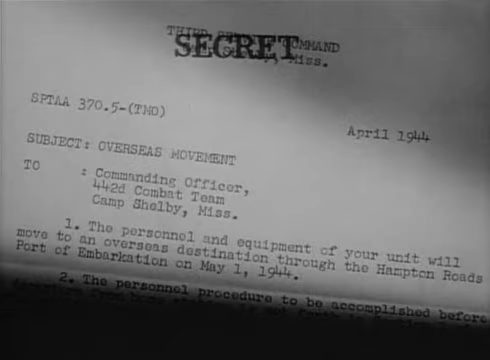 THIRD COMMAND
SECRET
Miss.
SPTAA 370.5-(TMO)
April 1944
SUBJECT: OVERSEAS MOVEMENT
TO : Commanding Officer,
442d Combat Team
Camp Shelby, Miss.
1. The personnel and equipment of your unit will
move to an overseas destination through the Hampton Roads
Port of Embarkation on May 1, 1944.
2. The personnel procedure to be accomplished before